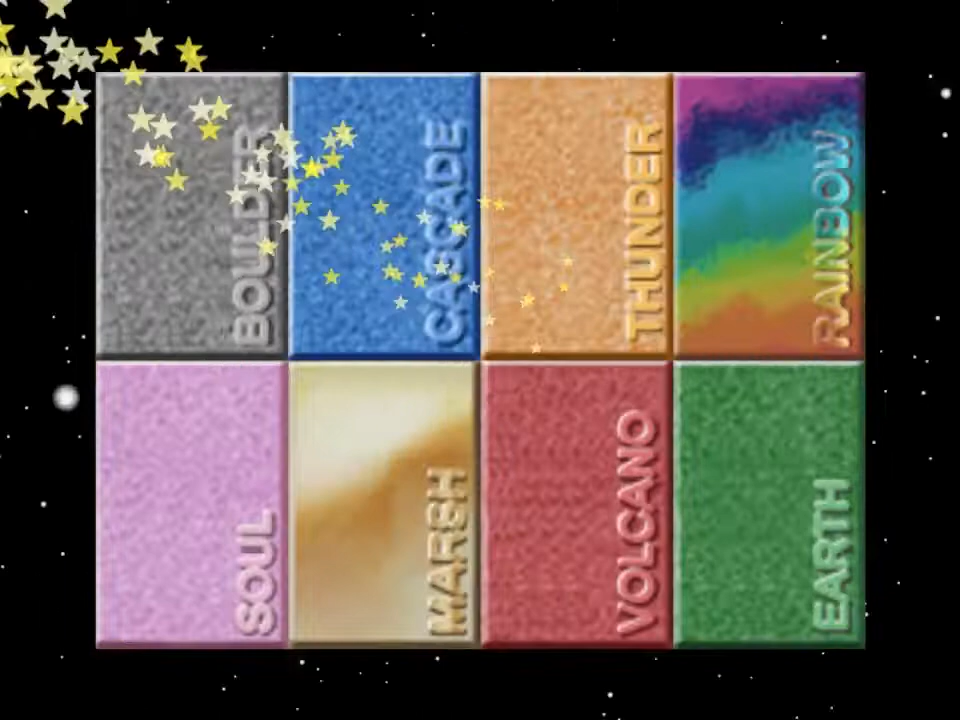 BOULDER
CASCADE
THUNDER
RAINBOW
SOUL
MARSH
VOLCANO
EARTH